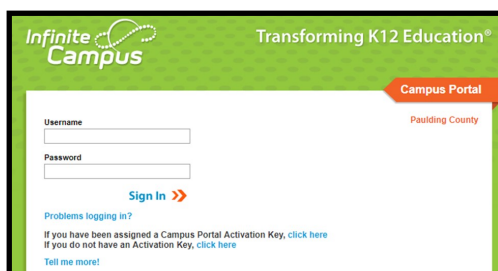 Infinite
Campus
Transforming K12 Education®
Campus Portal
Paulding County
Username
Password
Sign In
Problems logging in?
If you have been assigned a Campus Portal Activation Key, click here
If you do not have an Activation Key, click here
Tell me more!